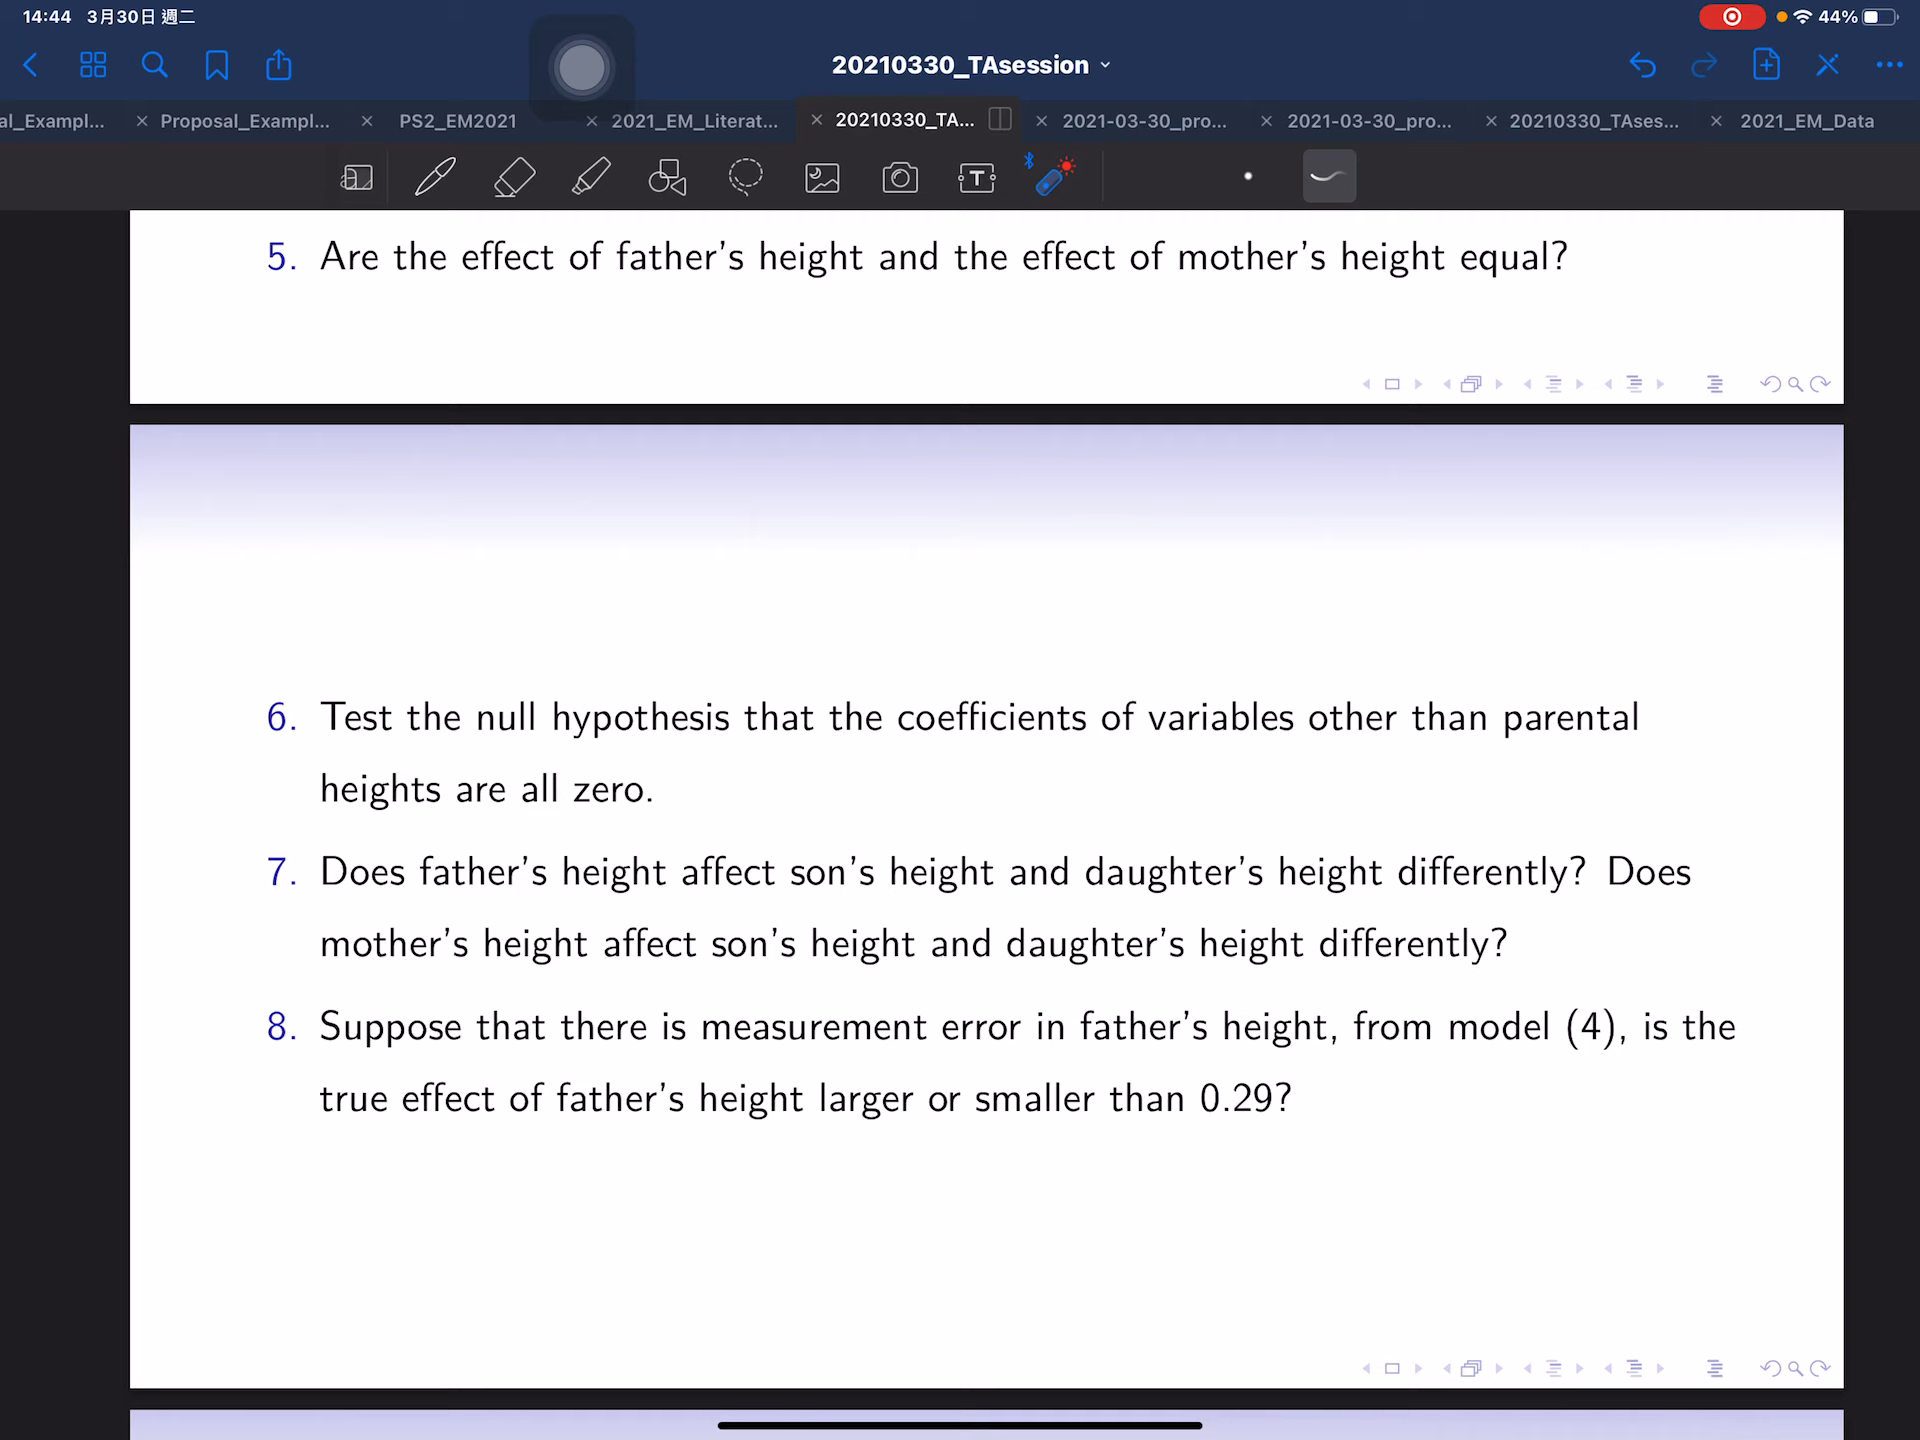 14:44 3月30日 週二
44%
20210330_TAsession
al_Exampl...
Proposal_Exampl...
PS2_EM2021
2021_EM_Literat...
20210330_TA...
2021-03-30_pro...
2021-03-30_pro...
20210330_TAses...
2021_EM_Data
5. Are the effect of father's height and the effect of mother's height equal?
6. Test the null hypothesis that the coefficients of variables other than parental
heights are all zero.
7. Does father's height affect son's height and daughter's height differently? Does
mother's height affect son's height and daughter's height differently?
8. Suppose that there is measurement error in father's height, from model (4), is the
true effect of father's height larger or smaller than 0.29?